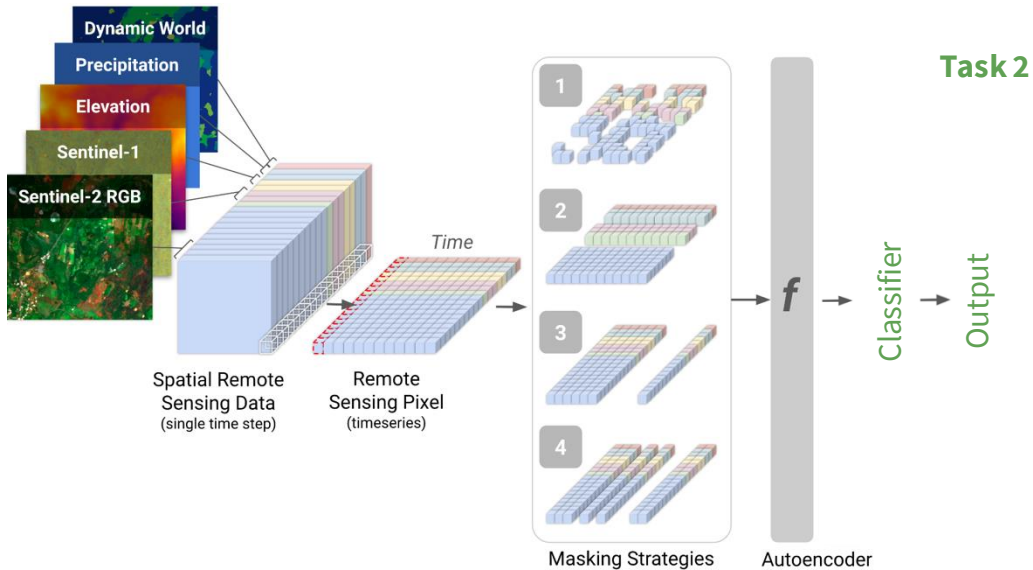 Dynamic World
Precipitation
Elevation
Sentinel-1
Sentinel-2 RGB
Spatial Remote
Sensing Data
(single time step)
Time
Remote
Sensing Pixel
(timeseries)
1
2
3
4
Masking Strategies
f
Autoencoder
Classifier
Output
Task 2